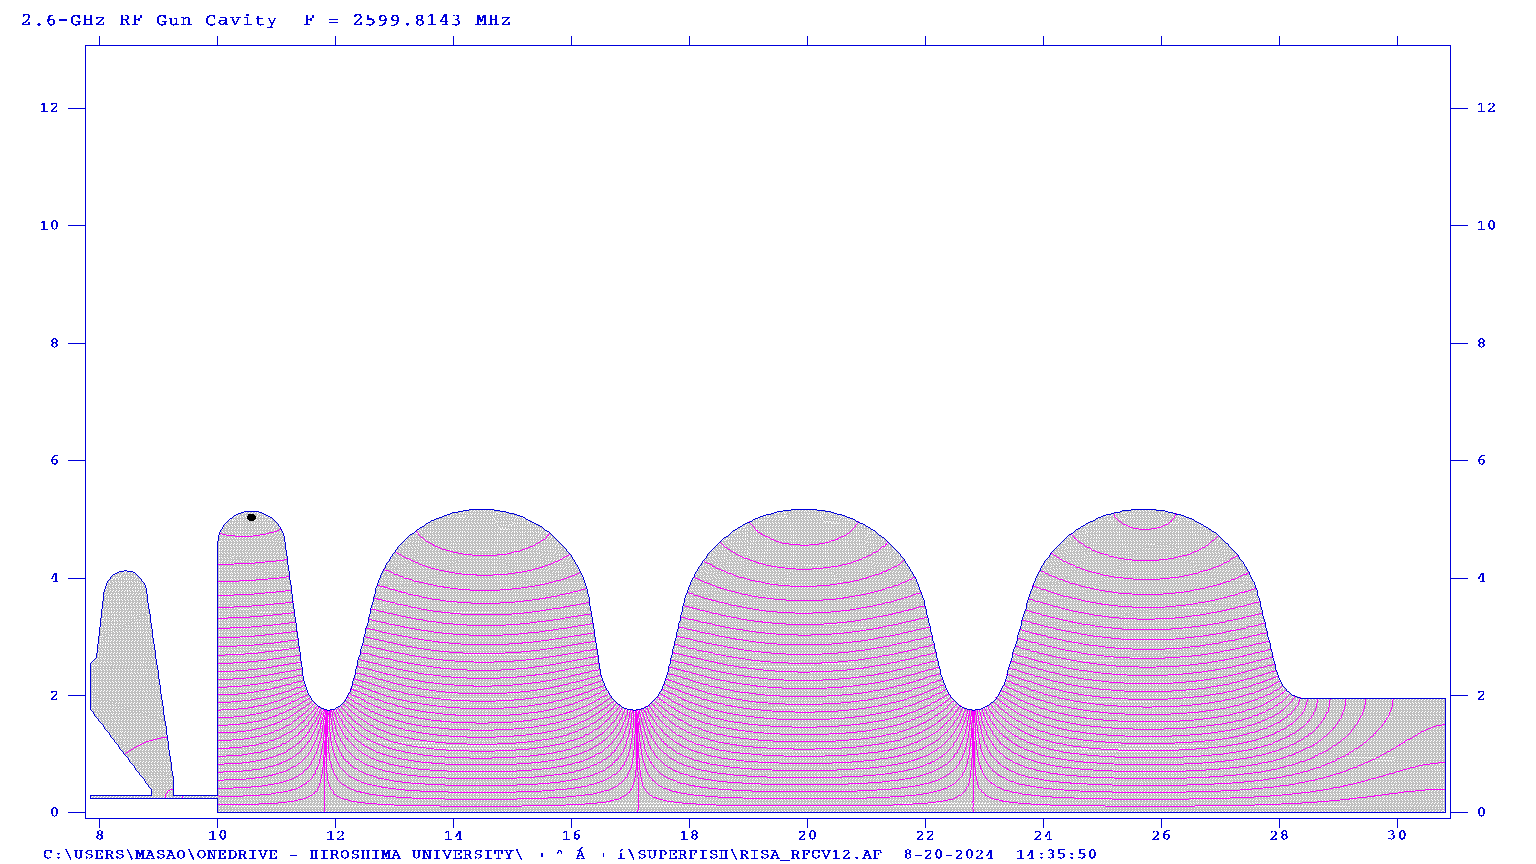 2.6-GHz RF Gun Cavity F = 2599.8143 MHz
12 12
10 10
8 8
6 6
4 4
2 2
0 0
8 10 12 14 16 18 20 22 24 26 28 30
C:\USERS\MASAO\ONEDRIVE - HIROSHIMA UNIVERSITY\ \SUPERFISH\RISA_RFGV12.AF 8-20-2024 14:35:50